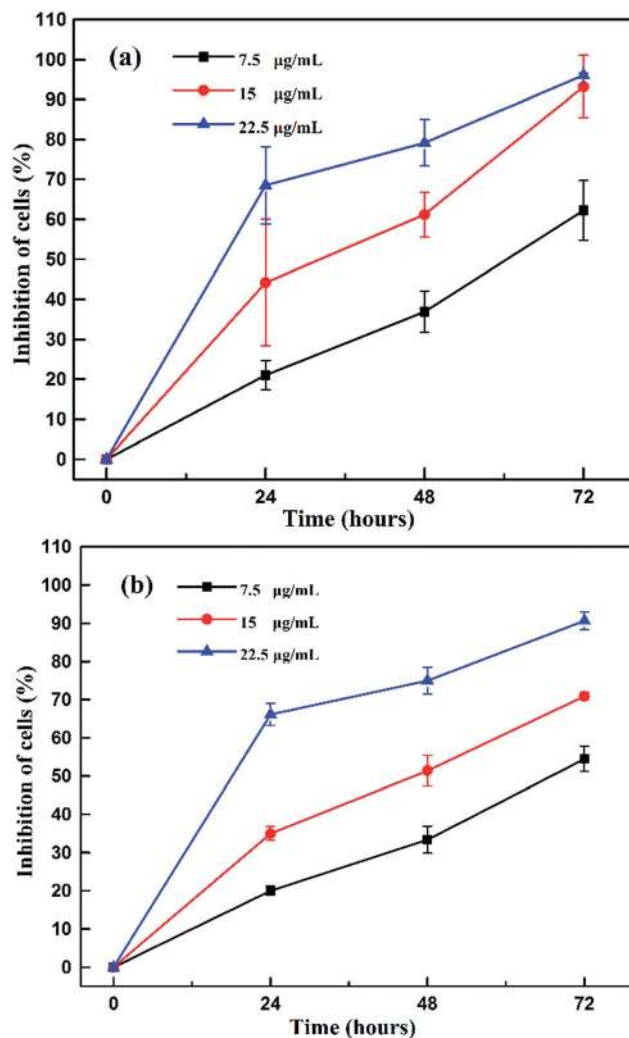 110
100
90
80
70
60
50
40
30
20
10
0
Inhibition of cells (%)
(a)
7.5 μg/mL
15 μg/mL
22.5 μg/mL
0 24 48 72
Time (hours)
110
100
90
80
70
60
50
40
30
20
10
0
Inhibition of cells (%)
(b)
7.5 μg/mL
15 μg/mL
22.5 μg/mL
0 24 48 72
Time (hours)